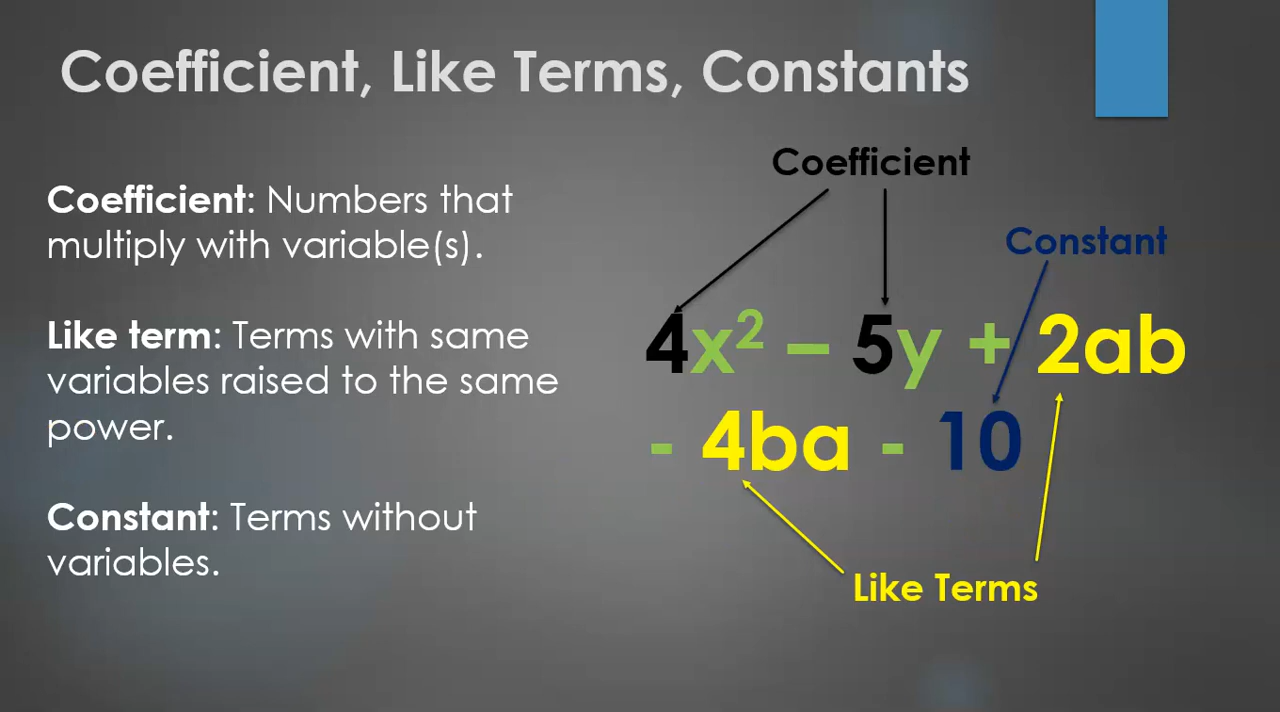 Coefficient, Like Terms, Constants
Coefficient: Numbers that
multiply with variable(s).
Like term: Terms with same
variables raised to the same
power.
Constant: Terms without
variables.
Coefficient
Constant
4x² – 5y + 2ab
- 4ba - 10
Like Terms